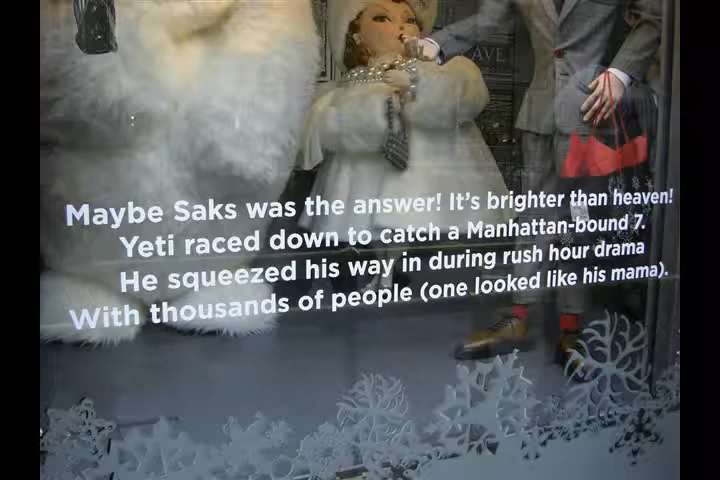 AVE
Maybe Saks was the answer! It's brighter than heaven!
Yeti raced down to catch a Manhattan-bound 7.
He squeezed his way in during rush hour drama
With thousands of people (one looked like his mama).